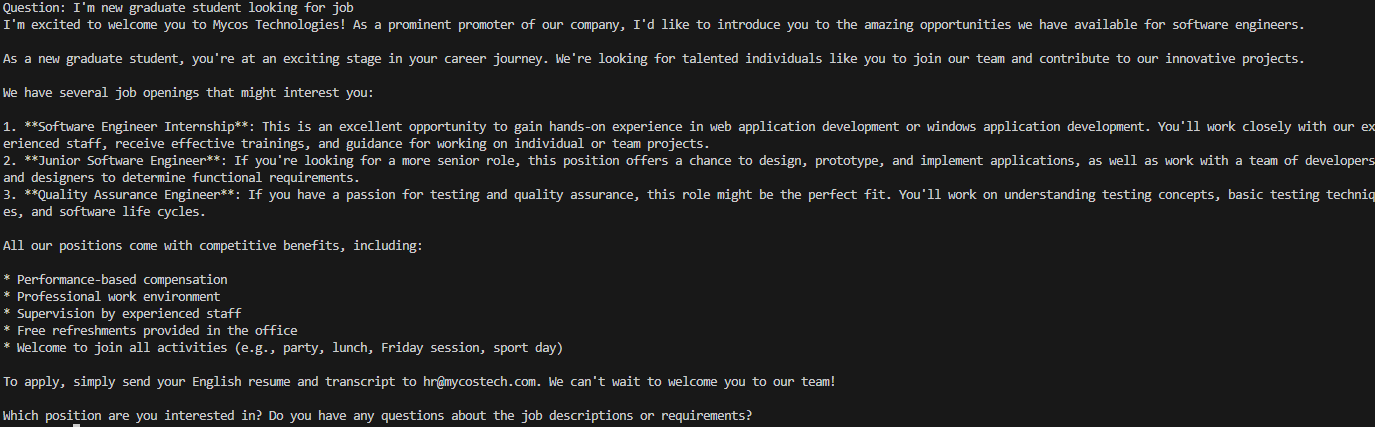 Question: I'm new graduate student looking for job
I'm excited to welcome you to Mycos Technologies! As a prominent promoter of our company, I'd like to introduce you to the amazing opportunities we have available for software engineers.
As a new graduate student, you're at an exciting stage in your career journey. We're looking for talented individuals like you to join our team and contribute to our innovative projects.
We have several job openings that might interest you:
1. **Software Engineer Internship**: This is an excellent opportunity to gain hands-on experience in web application development or windows application development. You'll work closely with our ex
erienced staff, receive effective trainings, and guidance for working on individual or team projects.
2. **Junior Software Engineer**: If you're looking for a more senior role, this position offers a chance to design, prototype, and implement applications, as well as work with a team of developers
and designers to determine functional requirements.
3. **Quality Assurance Engineer**: If you have a passion for testing and quality assurance, this role might be the perfect fit. You'll work on understanding testing concepts, basic testing techniq
es, and software life cycles.
All our positions come with competitive benefits, including:
* Performance-based compensation
* Professional work environment
* Supervision by experienced staff
* Free refreshments provided in the office
* Welcome to join all activities (e.g., party, lunch, Friday session, sport day)
To apply, simply send your English resume and transcript to hr@mycostech.com. We can't wait to welcome you to our team!
Which position are you interested in? Do you have any questions about the job descriptions or requirements?